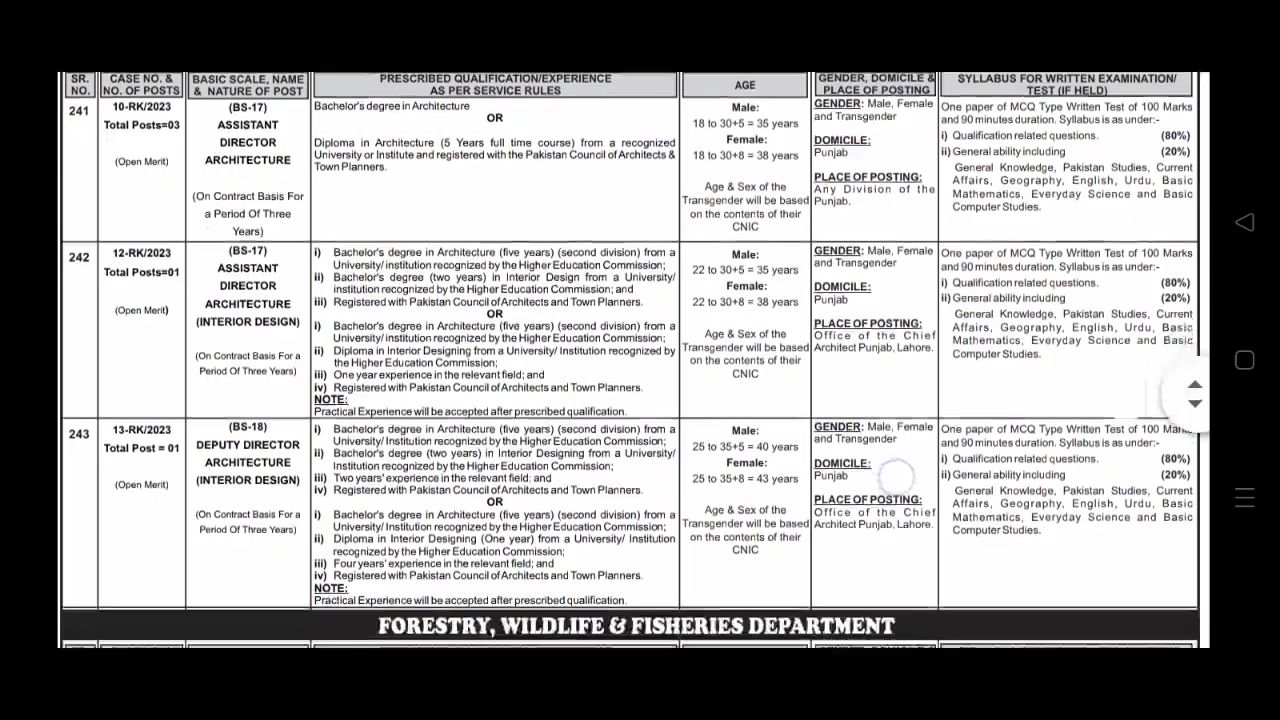 SR. NO.
CASE NO. & NO. OF POSTS
BASIC SCALE, NAME & NATURE OF POST
PRESCRIBED QUALIFICATION/EXPERIENCE AS PER SERVICE RULES
AGE
GENDER, DOMICILE & PLACE OF POSTING
SYLLABUS FOR WRITTEN EXAMINATION/ TEST (IF HELD)
241
10-RK/2023
Total Posts=03
(Open Merit)
(BS-17)
ASSISTANT
DIRECTOR
ARCHITECTURE
(On Contract Basis For
a Period Of Three
Years)
Bachelor's degree in Architecture
OR
Diploma in Architecture (5 Years full time course) from a recognized
University or Institute and registered with the Pakistan Council of Architects &
Town Planners.
Male:
18 to 30+5 = 35 years
Female:
18 to 30+8 = 38 years
Age & Sex of the
Transgender will be based
on the contents of their
CNIC
GENDER: Male, Female
and Transgender
DOMICILE:
Punjab
PLACE OF POSTING:
Any Division of the
Punjab.
One paper of MCQ Type Written Test of 100 Marks
and 90 minutes duration. Syllabus is as under:-
i) Qualification related questions. (80%)
ii) General ability including (20%)
General Knowledge, Pakistan Studies, Current
Affairs, Geography, English, Urdu, Basic
Mathematics, Everyday Science and Basic
Computer Studies.
242
12-RK/2023
Total Posts=01
(Open Merit)
(BS-17)
ASSISTANT
DIRECTOR
ARCHITECTURE
(INTERIOR DESIGN)
(On Contract Basis For a
Period Of Three Years)
i) Bachelor's degree in Architecture (five years) (second division) from a
University/ institution recognized by the Higher Education Commission;
ii) Bachelor's degree (two years) in Interior Design from a University/
institution recognized by the Higher Education Commission; and
iii) Registered with Pakistan Council of Architects and Town Planners.
OR
i) Bachelor's degree in Architecture (five years) (second division) from a
University/ institution recognized by the Higher Education Commission;
ii) Diploma in Interior Designing from a University/ Institution recognized by
the Higher Education Commission;
iii) One year experience in the relevant field; and
iv) Registered with Pakistan Council of Architects and Town Planners.
NOTE:
Practical Experience will be accepted after prescribed qualification.
Male:
22 to 30+5 = 35 years
Female:
22 to 30+8 = 38 years
Age & Sex of the
Transgender will be based
on the contents of their
CNIC
GENDER: Male, Female
and Transgender
DOMICILE:
Punjab
PLACE OF POSTING:
Office of the Chief
Architect Punjab, Lahore.
One paper of MCQ Type Written Test of 100 Marks
and 90 minutes duration. Syllabus is as under:-
i) Qualification related questions. (80%)
ii) General ability including (20%)
General Knowledge, Pakistan Studies, Current
Affairs, Geography, English, Urdu, Basic
Mathematics, Everyday Science and Basic
Computer Studies.
243
13-RK/2023
Total Post = 01
(Open Merit)
(BS-18)
DEPUTY DIRECTOR
ARCHITECTURE
(INTERIOR DESIGN)
(On Contract Basis For a
Period Of Three Years)
i) Bachelor's degree in Architecture (five years) (second division) from a
University/ Institution recognized by the Higher Education Commission;
ii) Bachelor's degree (two years) in Interior Designing from a University/
Institution recognized by the Higher Education Commission;
iii) Two years' experience in the relevant field; and
iv) Registered with Pakistan Council of Architects and Town Planners.
OR
i) Bachelor's degree in Architecture (five years) (second division) from a
University/ Institution recognized by the Higher Education Commission;
ii) Diploma in Interior Designing (One year) from a University/ Institution
recognized by the Higher Education Commission;
iii) Four years' experience in the relevant field; and
iv) Registered with Pakistan Council of Architects and Town Planners.
NOTE:
Practical Experience will be accepted after prescribed qualification.
Male:
25 to 35+5 = 40 years
Female:
25 to 35+8 = 43 years
Age & Sex of the
Transgender will be based
on the contents of their
CNIC
GENDER: Male, Female
and Transgender
DOMICILE:
Punjab
PLACE OF POSTING:
Office of the Chief
Architect Punjab, Lahore.
One paper of MCQ Type Written Test of 100 Marks
and 90 minutes duration. Syllabus is as under:-
i) Qualification related questions. (80%)
ii) General ability including (20%)
General Knowledge, Pakistan Studies, Current
Affairs, Geography, English, Urdu, Basic
Mathematics, Everyday Science and Basic
Computer Studies.
FORESTRY, WILDLIFE & FISHERIES DEPARTMENT